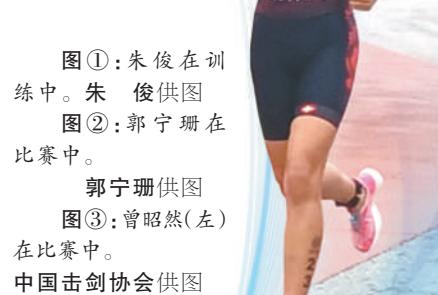 图①：朱俊在训
练中。朱　俊供图
图②：郭宁珊在
比赛中。
郭宁珊供图
图③：曾昭然（左）
在比赛中。
中国击剑协会供图